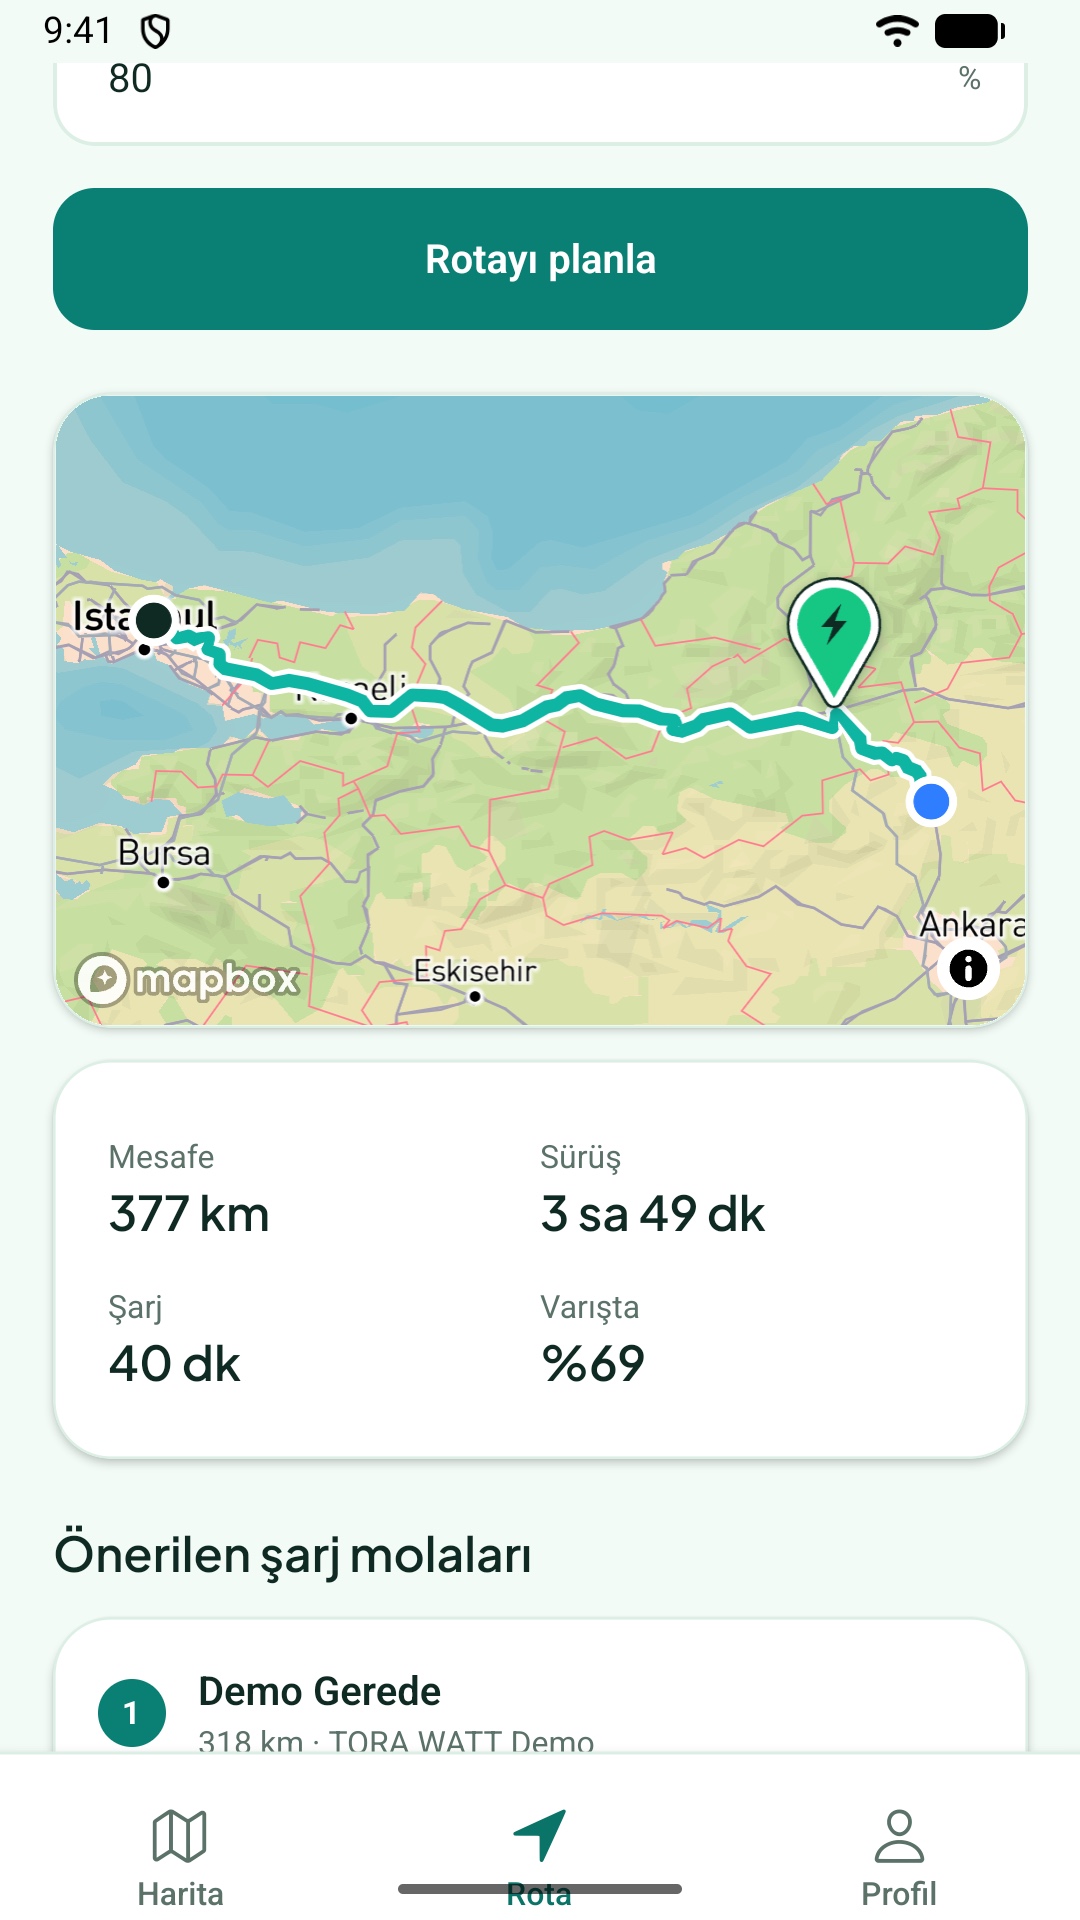 9:41
80 %
Rotayı planla
Bursa
Eskisehir
Ankara
mapbox
Mesafe
377 km
Sürüş
3 sa 49 dk
Şarj
40 dk
Varışta
%69
Önerilen şarj molaları
1
Demo Gerede
318 km · TORA WATT Demo
Harita
Rota
Profil